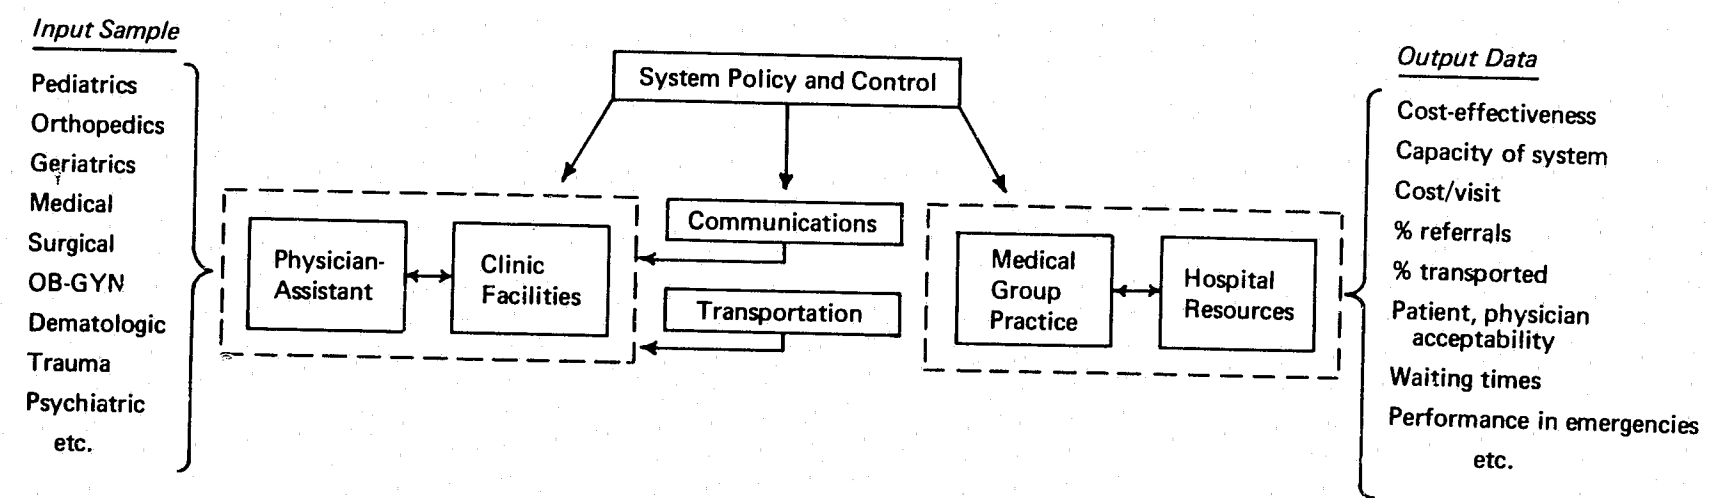 Input Sample
Pediatrics
Orthopedics
Geriatrics
Medical
Surgical
OB-GYN
Dematologic
Trauma
Psychiatric
etc.
System Policy and Control
Physician-
Assistant
Clinic
Facilities
Communications
Transportation
Medical
Group
Practice
Hospital
Resources
Output Data
Cost-effectiveness
Capacity of system
Cost/visit
% referrals
% transported
Patient, physician
acceptability
Waiting times
Performance in emergencies
etc.